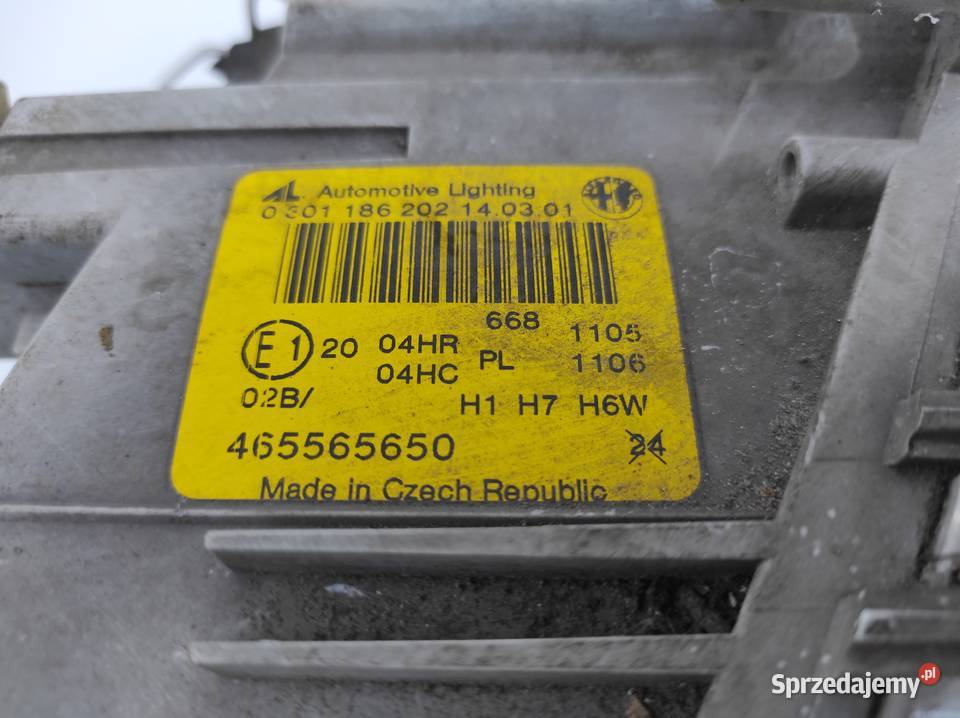 AL Automotive Lighting
0 301 186 202 14.03.01
668
1105
E1 20 04HR PL 1106
04HC
02B/ H1 H7 H6W
465565650 24
Made in Czech Republic
Sprzedajemy.pl